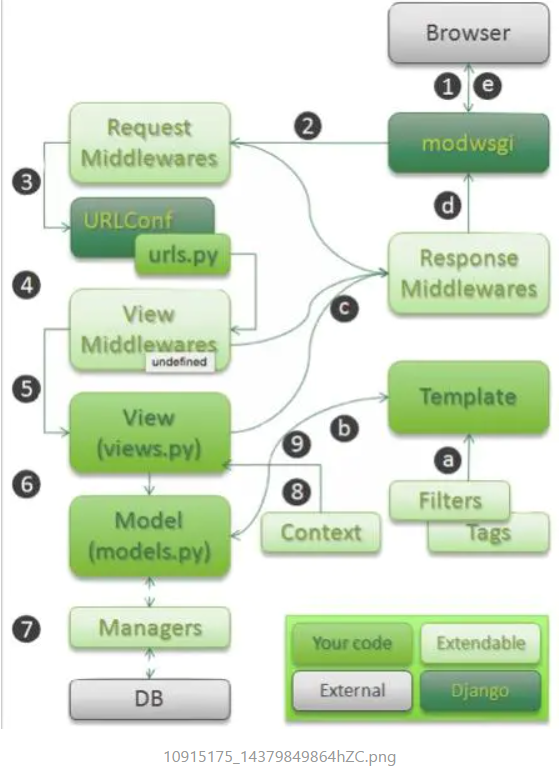 Browser
1
e
2
Request
Middlewares
modwsgi
3
d
URLConf
urls.py
Response
Middlewares
4
View
Middlewares
undefined
c
5
Template
View
(views.py)
b
9
a
6
8
Filters
Tags
Model
(models.py)
Context
7
Managers
Your code
Extendable
External
Django
DB
10915175_14379849864hZC.png